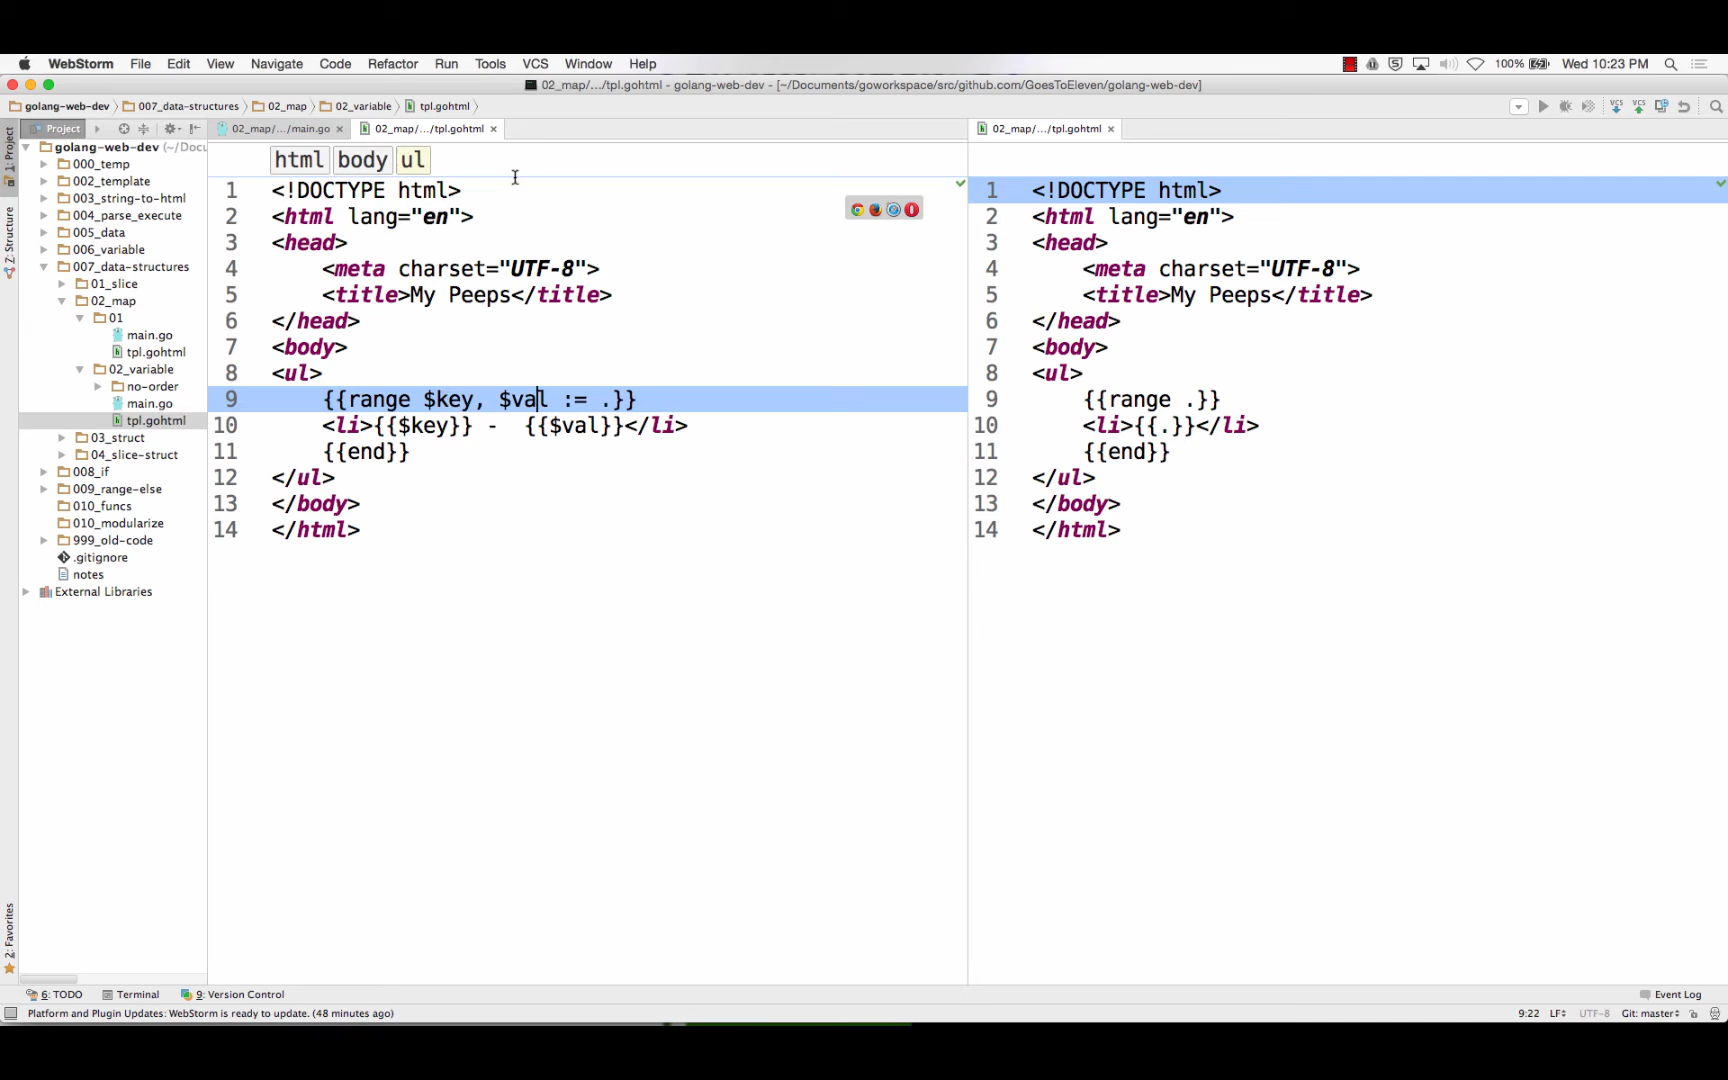 WebStorm File Edit View Navigate Code Refactor Run Tools VCS Window Help 100% Wed 10:23 PM
02_map/.../tpl.gohtml - golang-web-dev - [~/Documents/goworkspace/src/github.com/GoesToEleven/golang-web-dev]
golang-web-dev 007_data-structures 02_map 02_variable tpl.gohtml
Project 02_map/.../main.go 02_map/.../tpl.gohtml 02_map/.../tpl.gohtml
1: Project
Z: Structure
2: Favorites
golang-web-dev (~/Docu
000_temp
002_template
003_string-to-html
004_parse_execute
005_data
006_variable
007_data-structures
01_slice
02_map
01
main.go
tpl.gohtml
02_variable
no-order
main.go
tpl.gohtml
03_struct
04_slice-struct
008_if
009_range-else
010_funcs
010_modularize
999_old-code
.gitignore
notes
External Libraries
html body ul
1 <!DOCTYPE html>
2 <html lang="en">
3 <head>
4 <meta charset="UTF-8">
5 <title>My Peeps</title>
6 </head>
7 <body>
8 <ul>
9 {{range $key, $val := .}}
10 <li>{{$key}} -  {{$val}}</li>
11 {{end}}
12 </ul>
13 </body>
14 </html>
1 <!DOCTYPE html>
2 <html lang="en">
3 <head>
4 <meta charset="UTF-8">
5 <title>My Peeps</title>
6 </head>
7 <body>
8 <ul>
9 {{range .}}
10 <li>{{.}}</li>
11 {{end}}
12 </ul>
13 </body>
14 </html>
6: TODO Terminal 9: Version Control Event Log
Platform and Plugin Updates: WebStorm is ready to update. (48 minutes ago) 9:22 LF UTF-8 Git: master